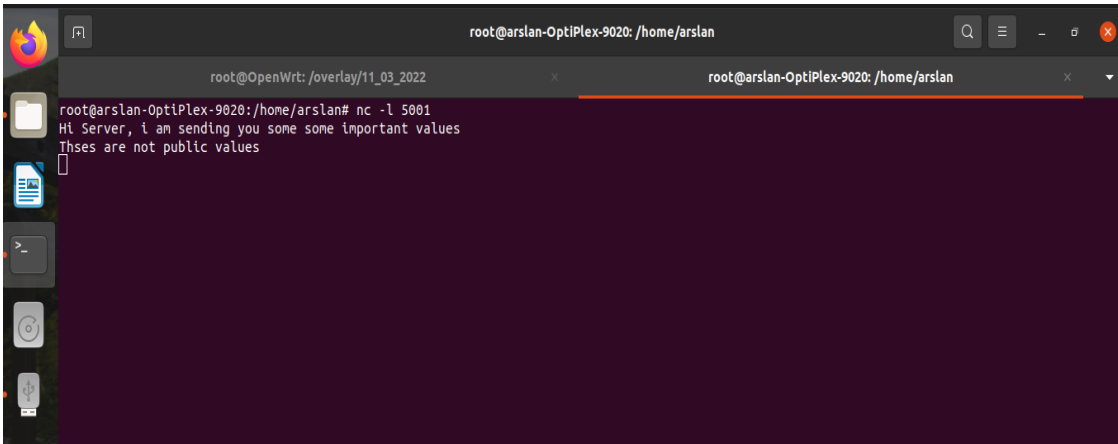 root@arslan-OptiPlex-9020: /home/arslan
root@OpenWrt: /overlay/11_03_2022
root@arslan-OptiPlex-9020: /home/arslan
root@arslan-OptiPlex-9020:/home/arslan# nc -l 5001
Hi Server, i am sending you some some important values
Thses are not public values